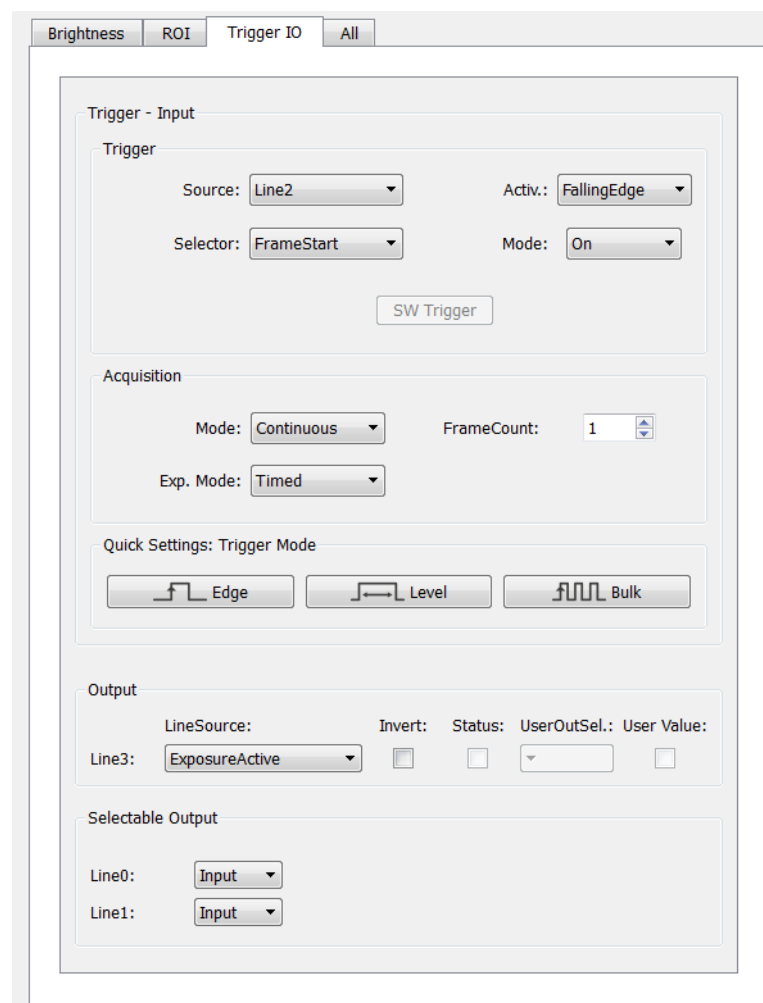 Brightness ROI Trigger IO All
Trigger - Input
Trigger
Source: Line2 Activ.: FallingEdge
Selector: FrameStart Mode: On
SW Trigger
Acquisition
Mode: Continuous FrameCount: 1
Exp. Mode: Timed
Quick Settings: Trigger Mode
Edge Level Bulk
Output
LineSource: Invert: Status: UserOutSel.: User Value:
Line3: ExposureActive
Selectable Output
Line0: Input
Line1: Input